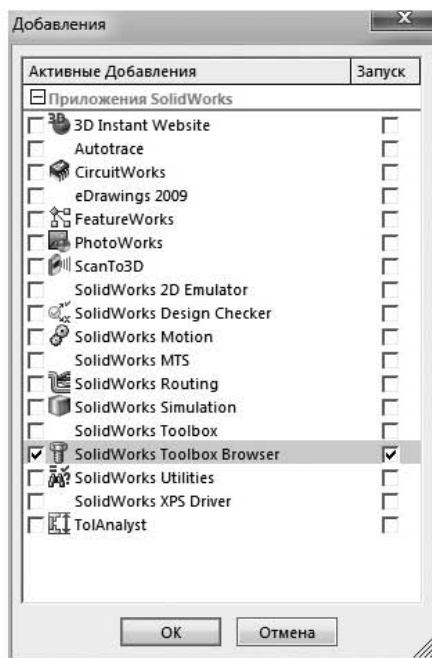 Добавления
Активные Добавления Запуск
Приложения SolidWorks
3D Instant Website
Autotrace
CircuitWorks
eDrawings 2009
FeatureWorks
PhotoWorks
ScanTo3D
SolidWorks 2D Emulator
SolidWorks Design Checker
SolidWorks Motion
SolidWorks MTS
SolidWorks Routing
SolidWorks Simulation
SolidWorks Toolbox
SolidWorks Toolbox Browser
SolidWorks Utilities
SolidWorks XPS Driver
TolAnalyst
OK Отмена